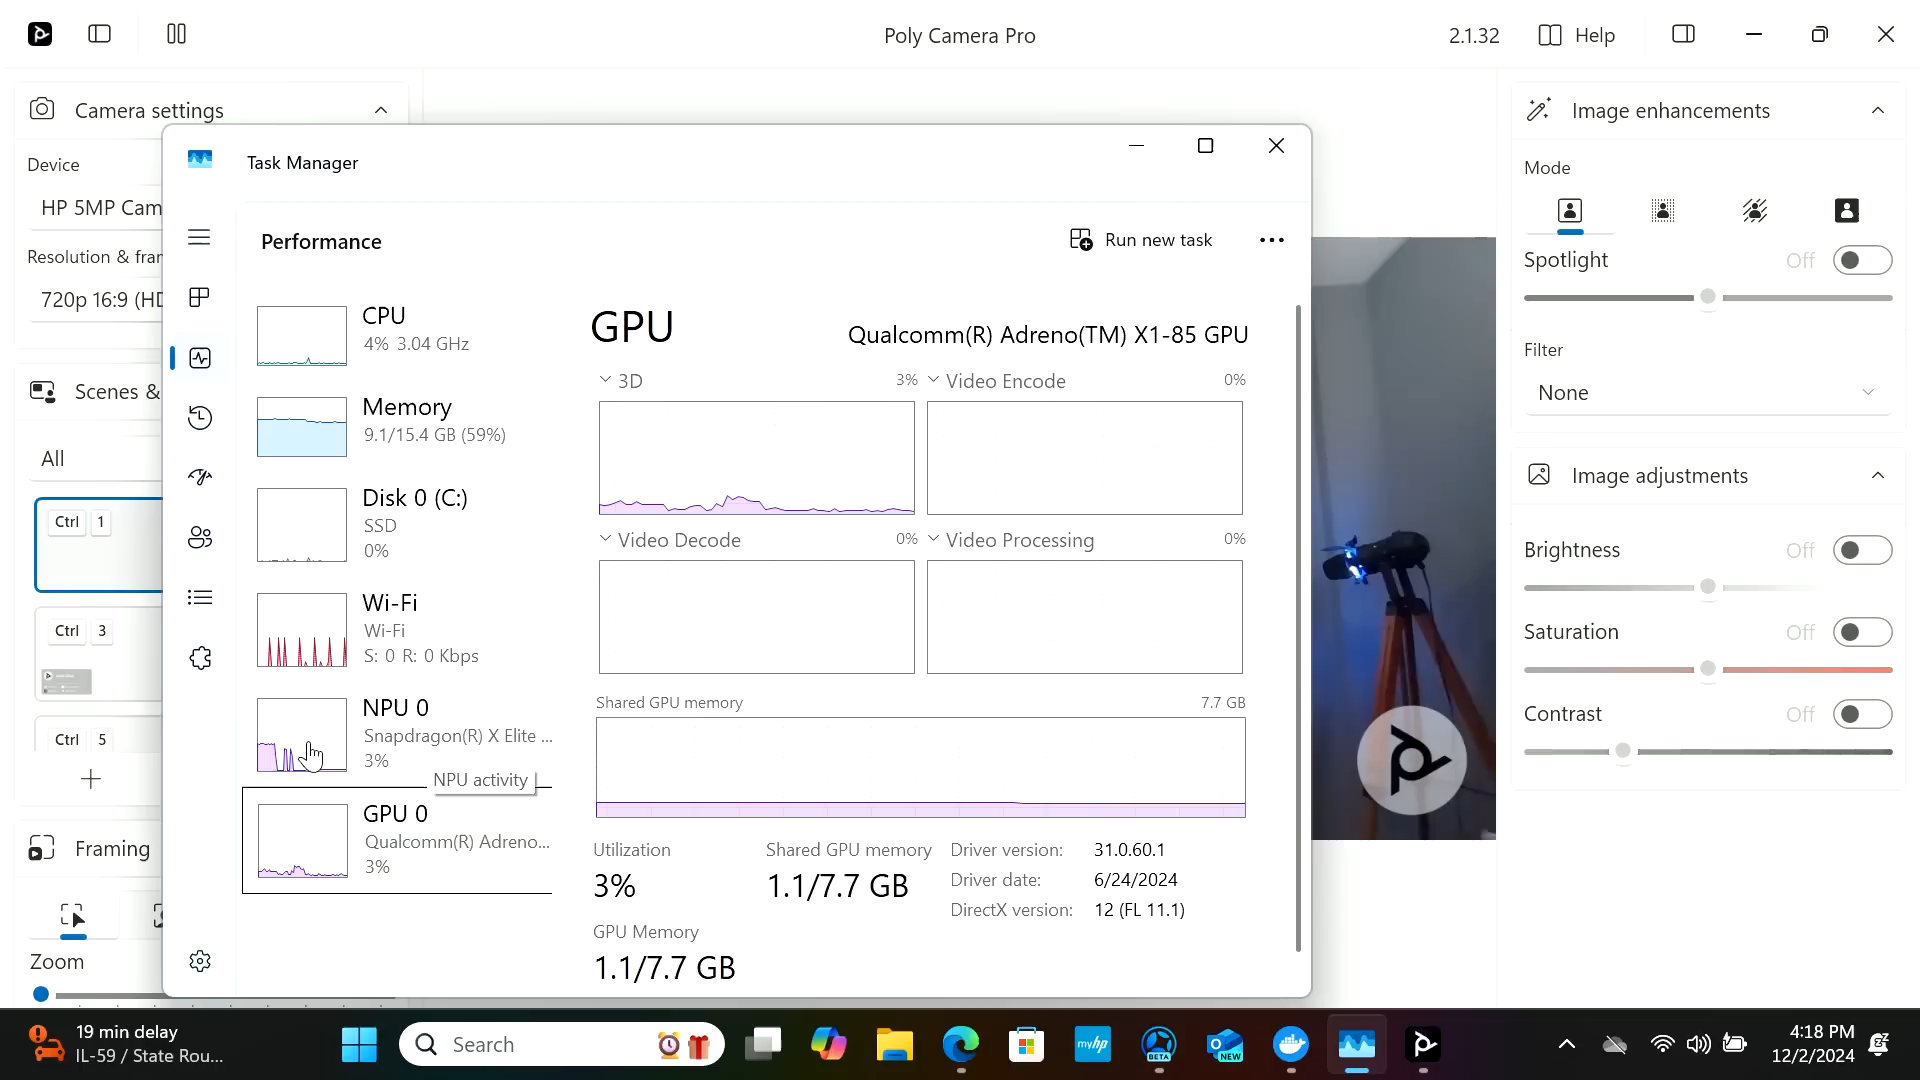 Poly Camera Pro
2.1.32
Help
Camera settings
Device
HP 5MP Cam
Resolution & fra
720p 16:9 (HD
Scenes &
All
Ctrl 1
Ctrl 3
Ctrl 5
Framing
Zoom
Task Manager
Performance
Run new task
CPU
4% 3.04 GHz
Memory
9.1/15.4 GB (59%)
Disk 0 (C:)
SSD
0%
Wi-Fi
Wi-Fi
S: 0 R: 0 Kbps
NPU 0
Snapdragon(R) X Elite ...
3%
NPU activity
GPU 0
Qualcomm(R) Adreno...
3%
GPU
Qualcomm(R) Adreno(TM) X1-85 GPU
3D 3%
Video Encode 0%
Video Decode 0%
Video Processing 0%
Shared GPU memory 7.7 GB
Utilization
3%
Shared GPU memory
1.1/7.7 GB
Driver version: 31.0.60.1
Driver date: 6/24/2024
DirectX version: 12 (FL 11.1)
GPU Memory
1.1/7.7 GB
Image enhancements
Mode
Spotlight Off
Filter
None
Image adjustments
Brightness Off
Saturation Off
Contrast Off
19 min delay
IL-59 / State Rou...
Search
myhp
BETA
NEW
4:18 PM
12/2/2024